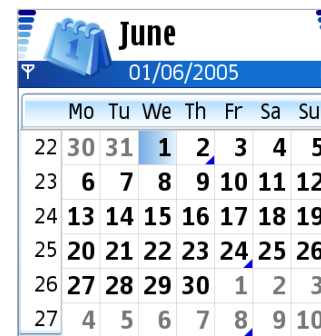 1
June
01/06/2005
Mo Tu We Th Fr Sa Su
22 30 31 1 2 3 4 5
23 6 7 8 9 10 11 12
24 13 14 15 16 17 18 19
25 20 21 22 23 24 25 26
26 27 28 29 30 1 2 3
27 4 5 6 7 8 9 10